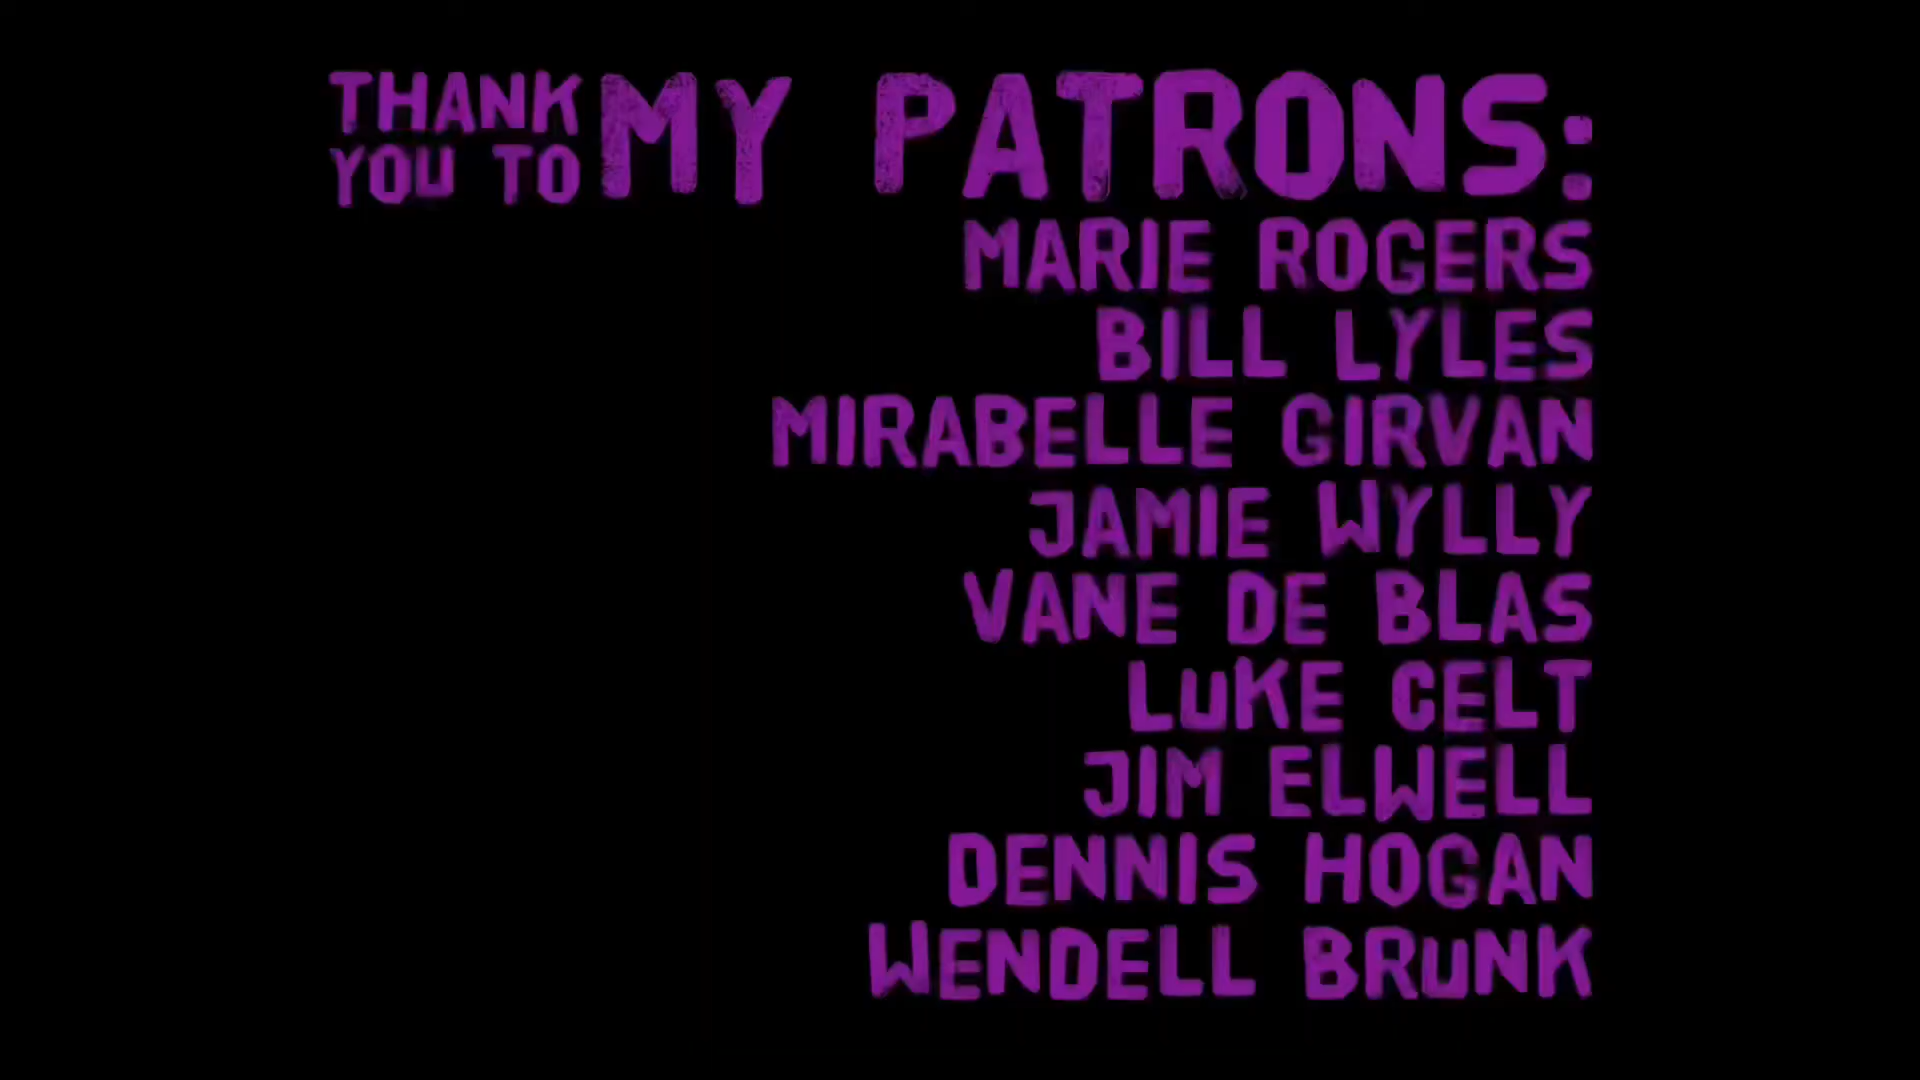 THANK YOU TO MY PATRONS:
MARIE ROGERS
BILL LYLES
MIRABELLE GIRVAN
JAMIE WYLLY
VANE DE BLAS
LUKE CELT
JIM ELWELL
DENNIS HOGAN
WENDELL BRUNK